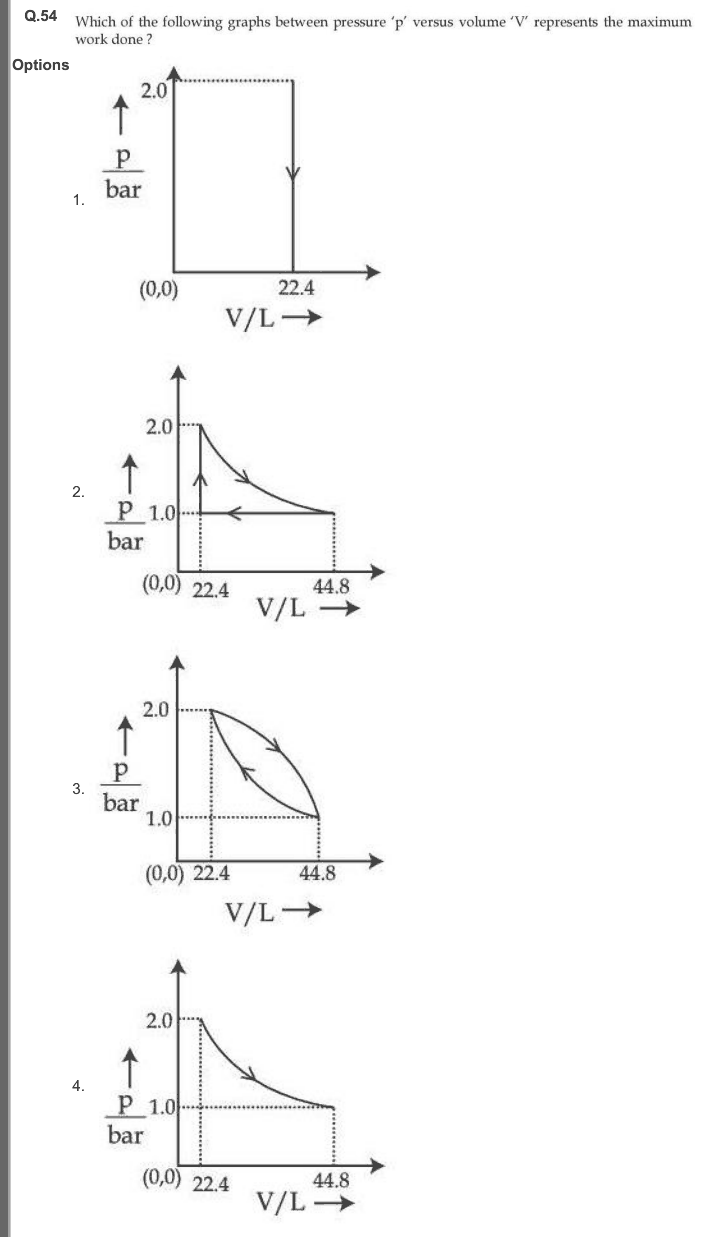 Q.54 Which of the following graphs between pressure 'p' versus volume 'V' represents the maximum
work done ?
Options
2.0
p
bar
1.
(0,0) 22.4
V/L
2.0
2.
p 1.0
bar
(0,0) 22.4 44.8
V/L
2.0
p
3.
bar
1.0
(0,0) 22.4 44.8
V/L
2.0
4.
p 1.0
bar
(0,0) 22.4 44.8
V/L